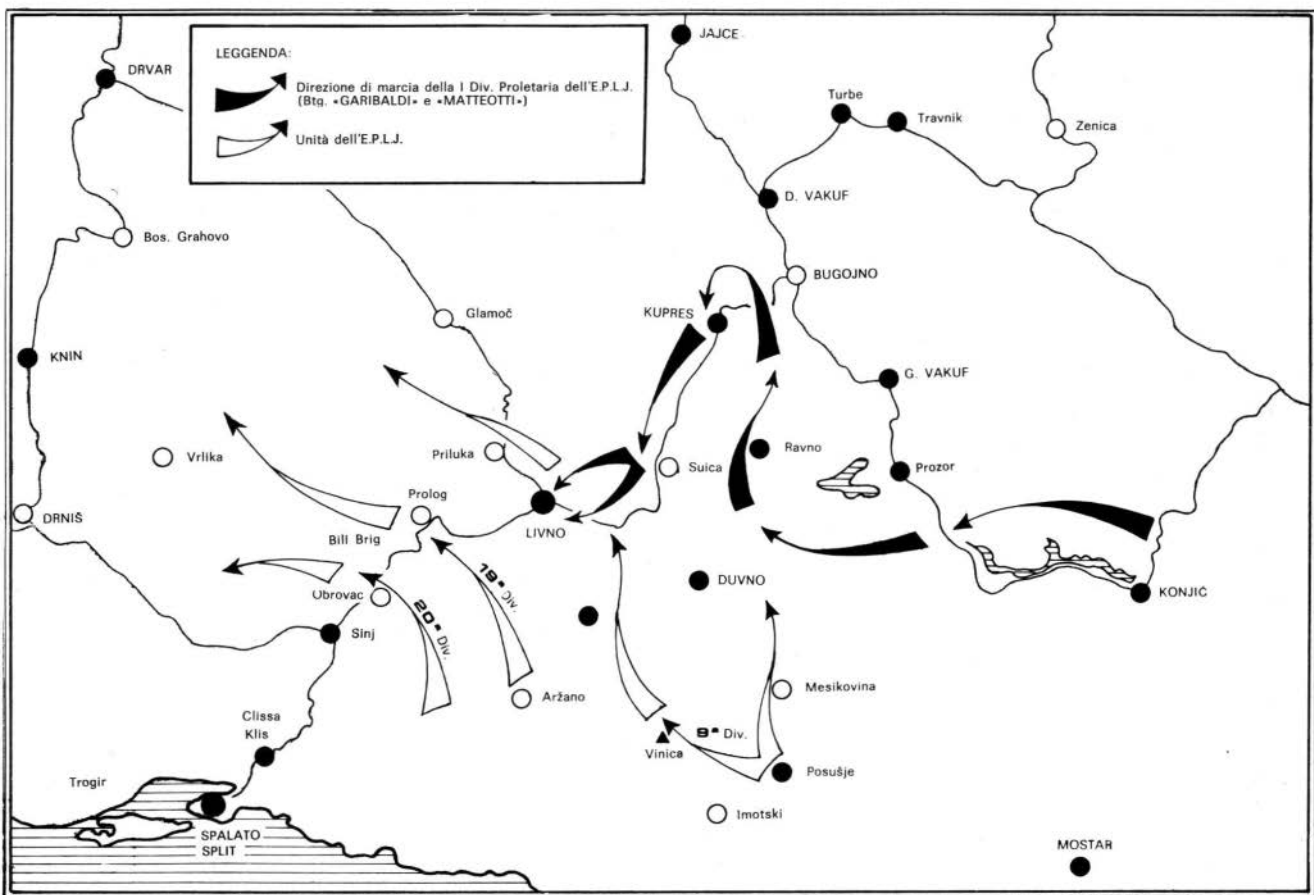 LEGGENDA:
Direzione di marcia della I Div. Proletaria dell'E.P.L.J.
(Btg. «GARIBALDI» e «MATTEOTTI»)
Unità dell'E.P.L.J.
JAJCE
DRVAR
Turbe
Travnik
Zenica
D. VAKUF
Bos. Grahovo
BUGOJNO
Glamoč
KUPRES
KNIN
G. VAKUF
Ravno
Vrlika
Priluka
Suica
Prozor
Prolog
DRNIŠ
LIVNO
Bill Brig
DUVNO
KONJIĆ
Obrovac
19ª Div.
20ª Div.
Sinj
Aržano
Mesikovina
Clissa
Klis
9ª Div.
Vinica
Posušje
Trogir
Imotski
SPALATO
SPLIT
MOSTAR